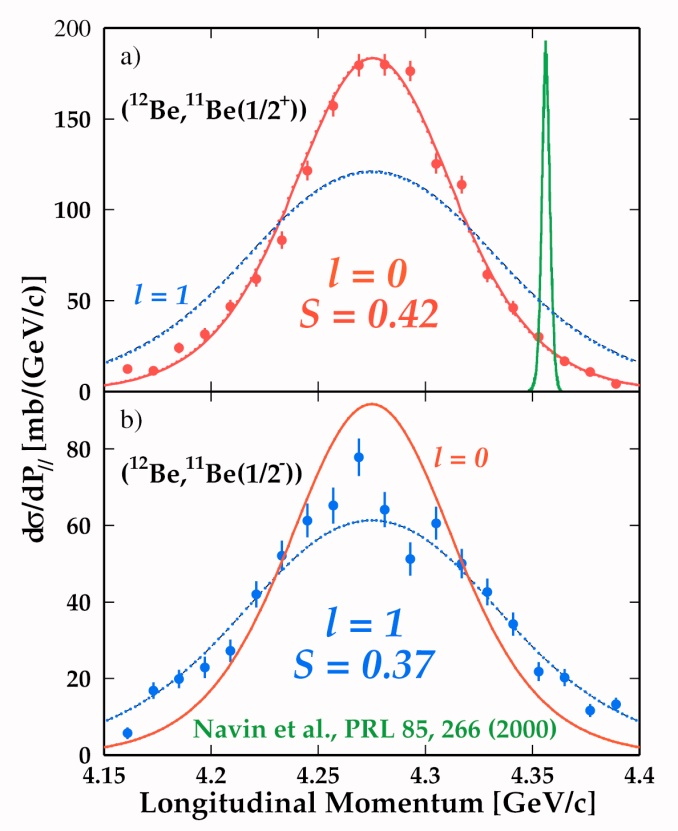 200
a)
(¹²Be,¹¹Be(1/2⁺))
150
100
l = 1
l = 0
S = 0.42
50
0
dσ/dP// [mb/(GeV/c)]
b)
80
l = 0
(¹²Be,¹¹Be(1/2⁻))
60
40
l = 1
S = 0.37
20
Navin et al., PRL 85, 266 (2000)
0
4.15 4.2 4.25 4.3 4.35 4.4
Longitudinal Momentum [GeV/c]